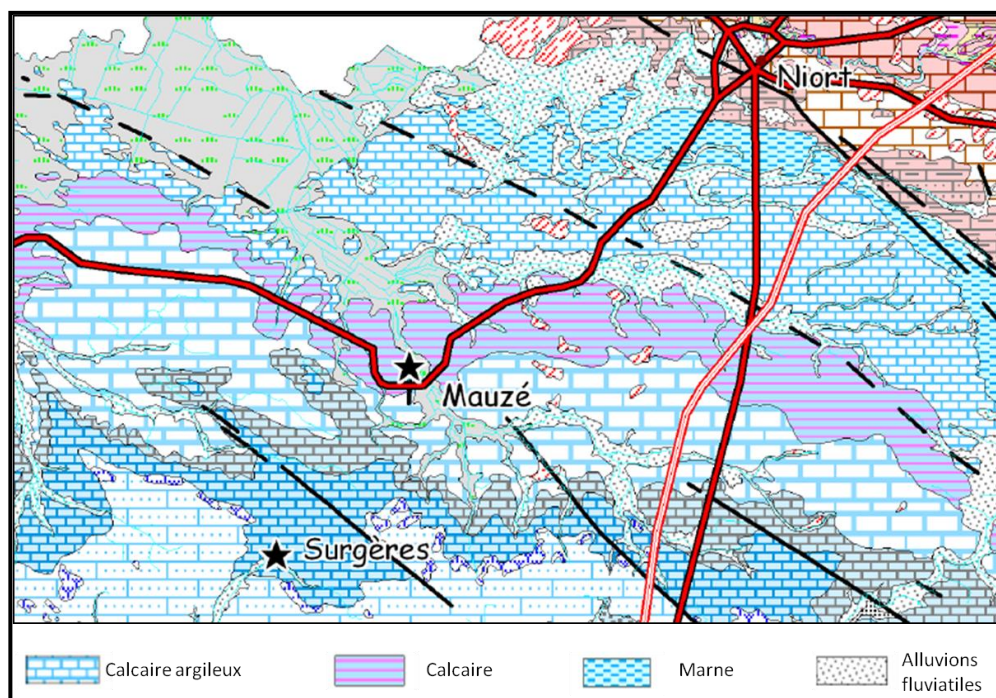 Niort
Mauzé
Surgères
Calcaire argileux
Calcaire
Marne
Alluvions
fluviatiles